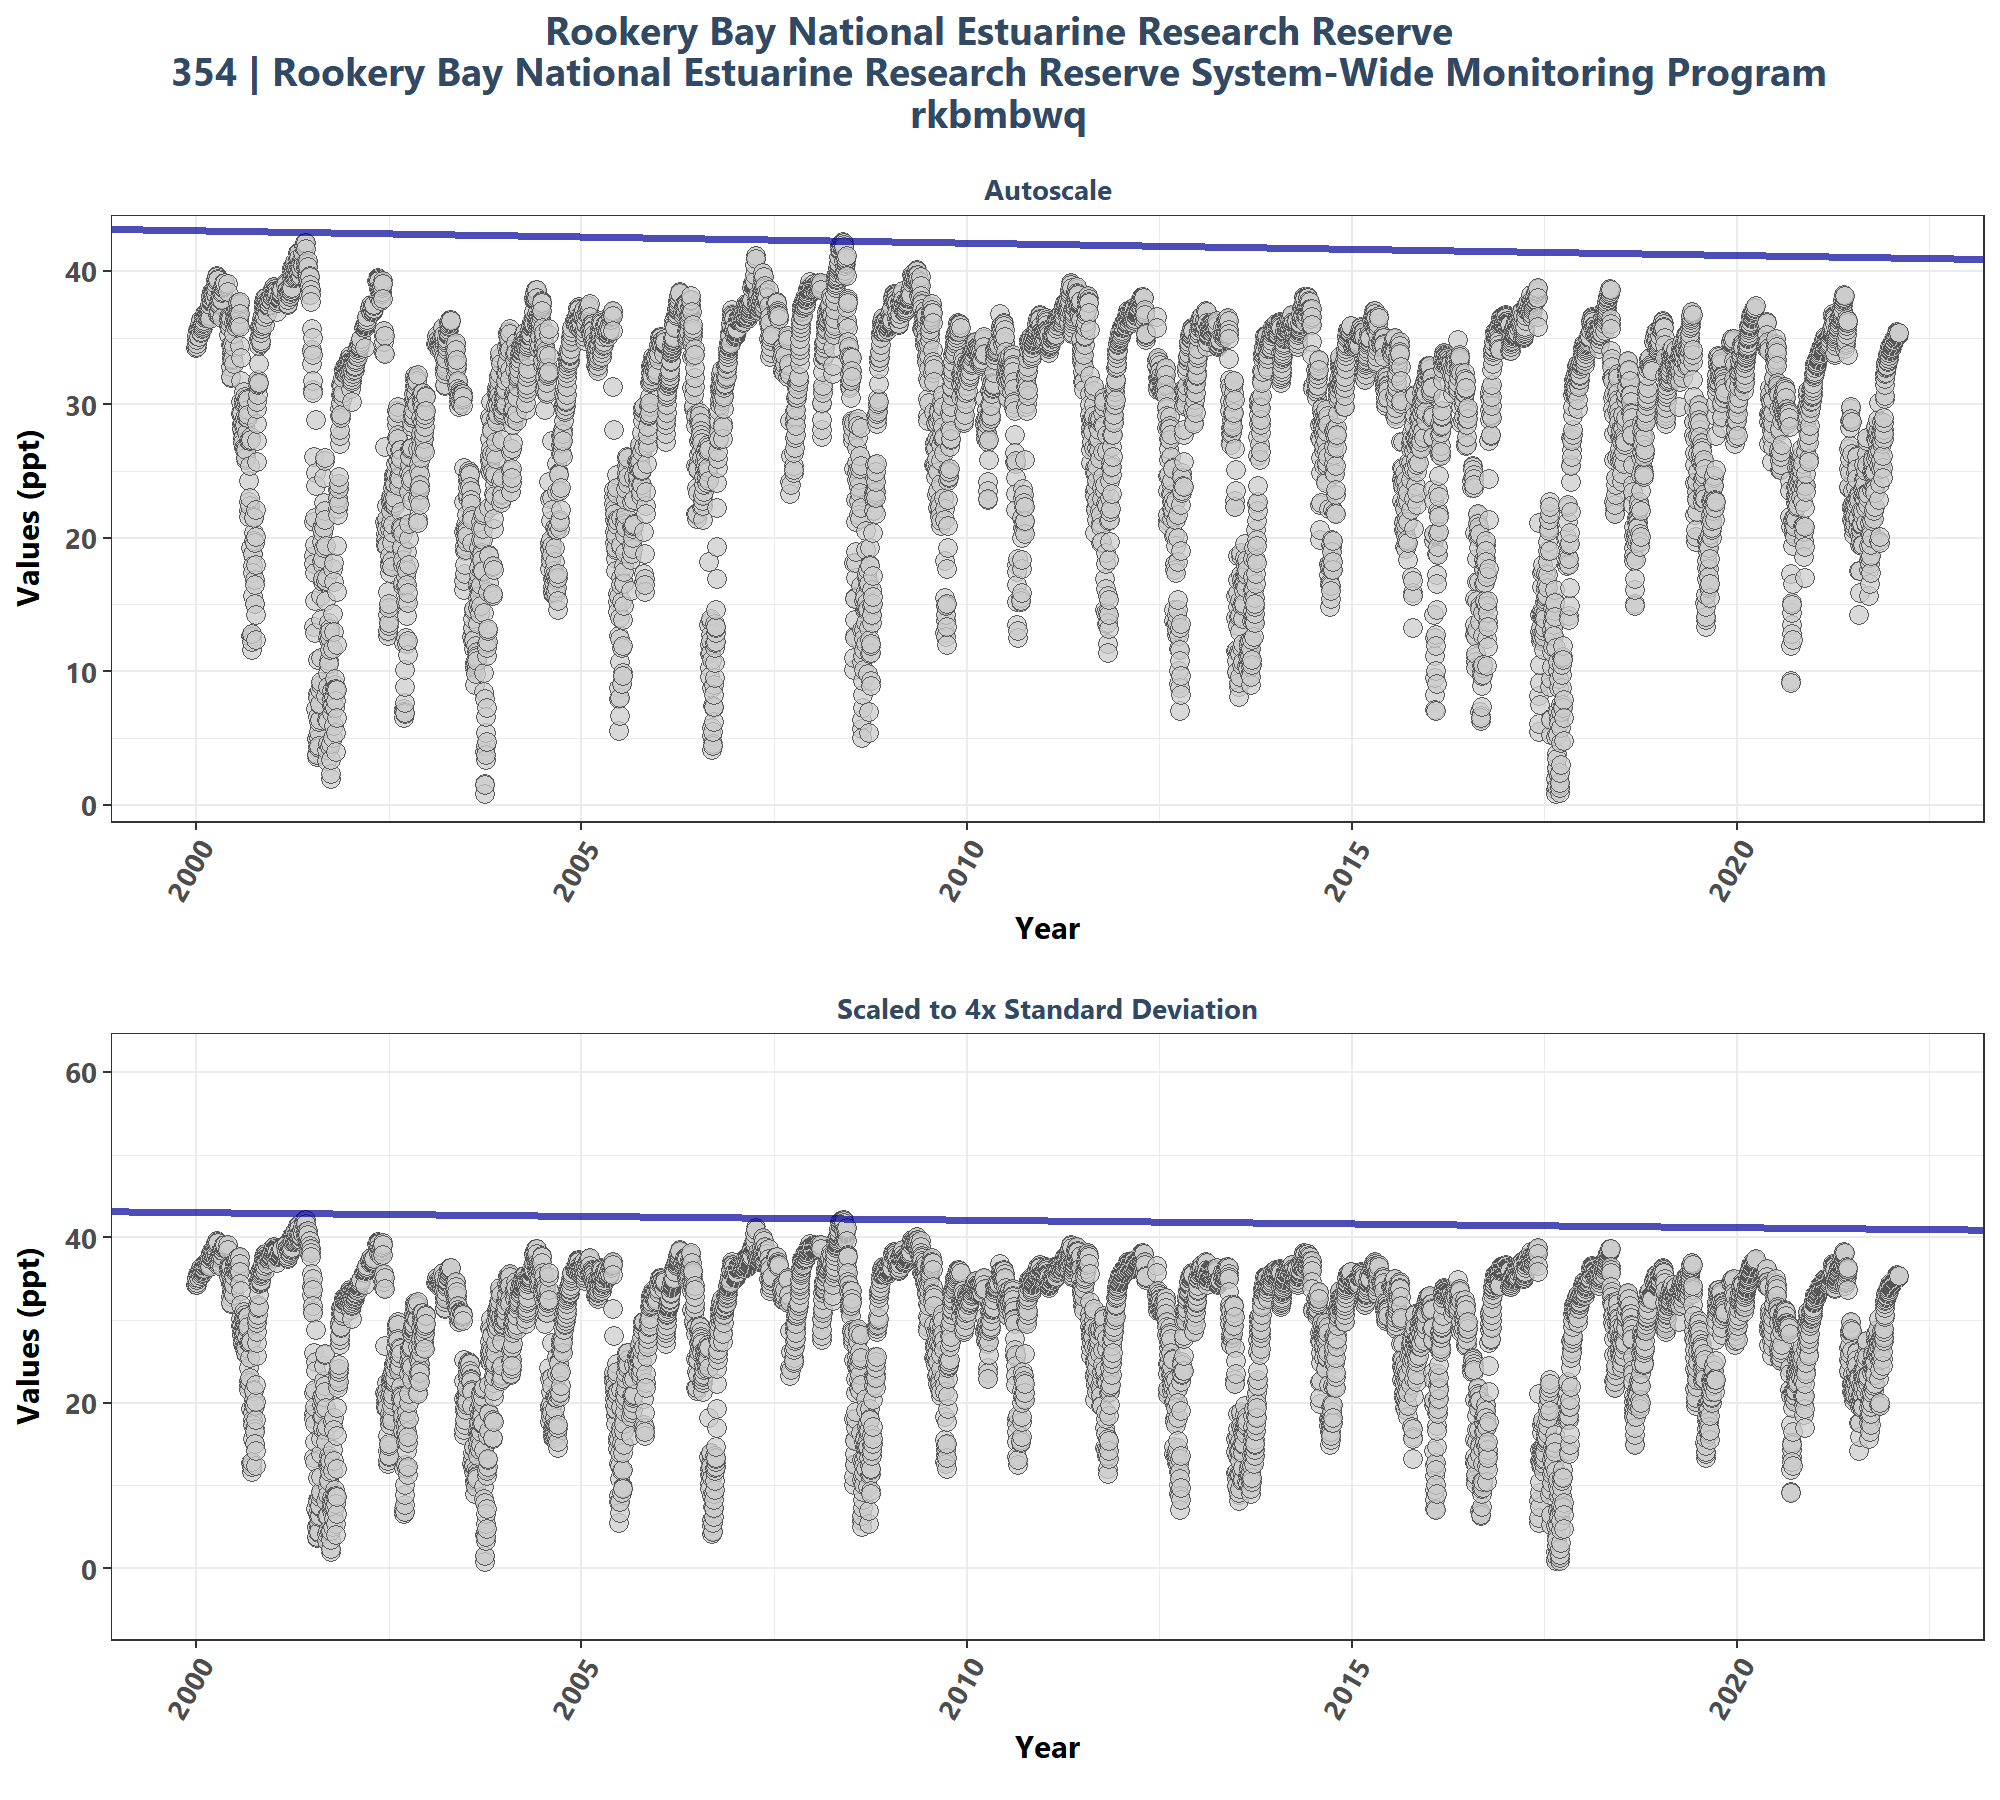 Rookery Bay National Estuarine Research Reserve
354 | Rookery Bay National Estuarine Research Reserve System-Wide Monitoring Program
rkbmbwq
Autoscale
Values (ppt)
40
30
20
10
0
2000
2005
2010
2015
2020
Year
Scaled to 4x Standard Deviation
Values (ppt)
60
40
20
0
2000
2005
2010
2015
2020
Year